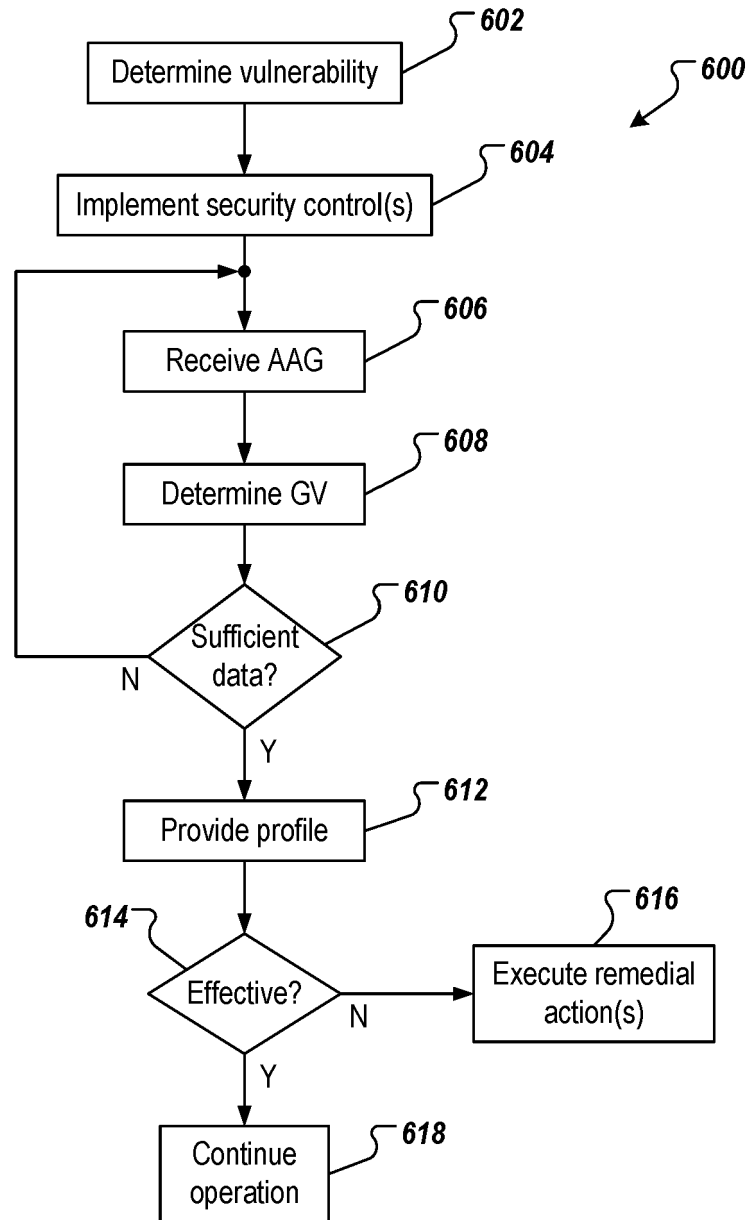 602
Determine vulnerability
600
604
Implement security control(s)
606
Receive AAG
608
Determine GV
610
Sufficient
data?
N
Y
612
Provide profile
614
616
Effective?
Execute remedial
action(s)
N
Y
618
Continue
operation